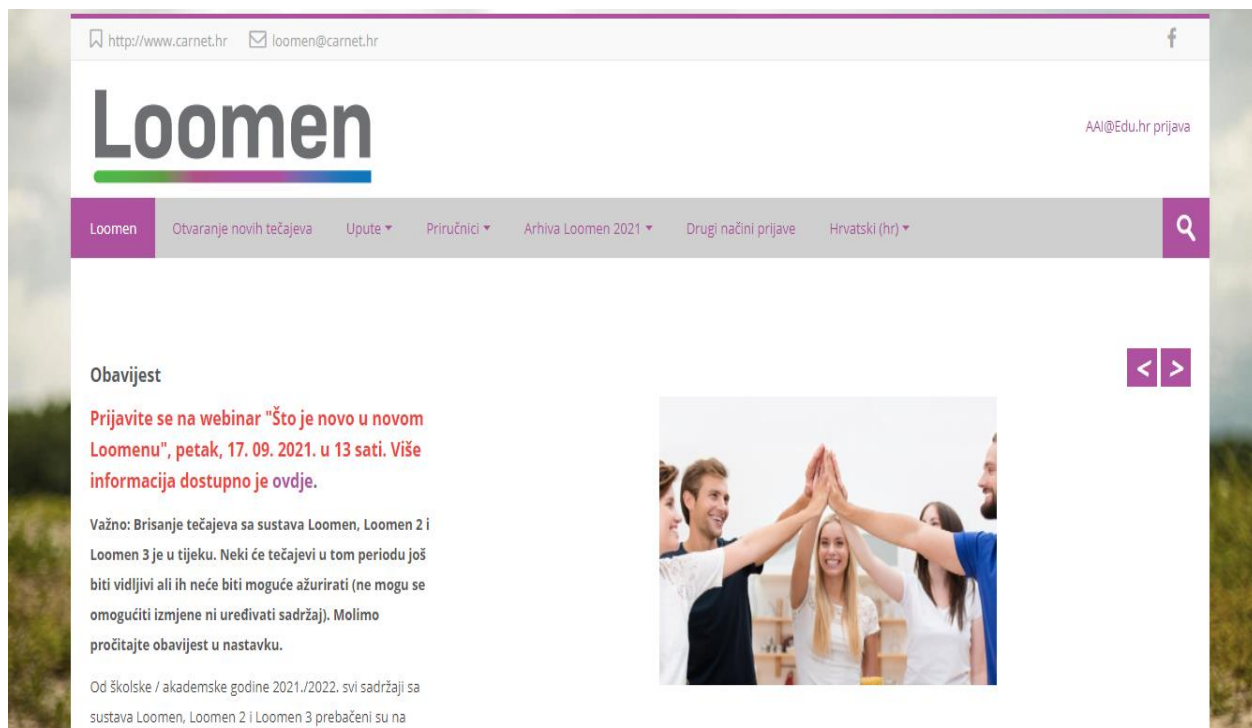 http://www.carnet.hr loomen@carnet.hr f
Loomen
AAI@Edu.hr prijava
Loomen Otvaranje novih tečajeva Upute Priručnici Arhiva Loomen 2021 Drugi načini prijave Hrvatski (hr)
< >
Obavijest
Prijavite se na webinar "Što je novo u novom
Loomenu", petak, 17. 09. 2021. u 13 sati. Više
informacija dostupno je ovdje.
Važno: Brisanje tečajeva sa sustava Loomen, Loomen 2 i
Loomen 3 je u tijeku. Neki će tečajevi u tom periodu još
biti vidljivi ali ih neće biti moguće ažurirati (ne mogu se
omogućiti izmjene ni uređivati sadržaj). Molimo
pročitajte obavijest u nastavku.
Od školske / akademske godine 2021./2022. svi sadržaji sa
sustava Loomen, Loomen 2 i Loomen 3 prebačeni su na